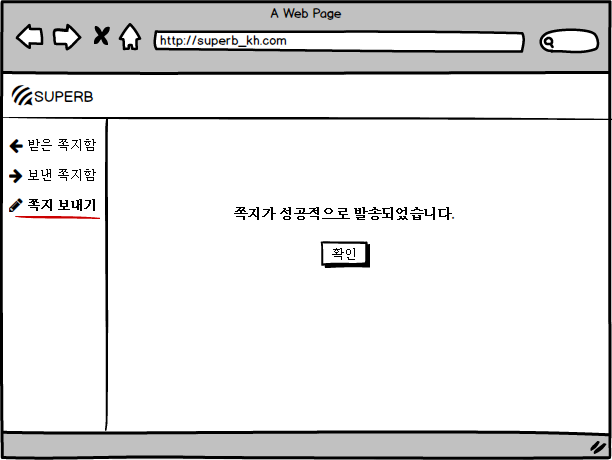 A Web Page
http://superb_kh.com
SUPERB
받은 쪽지함
보낸 쪽지함
쪽지 보내기
쪽지가 성공적으로 발송되었습니다.
확인